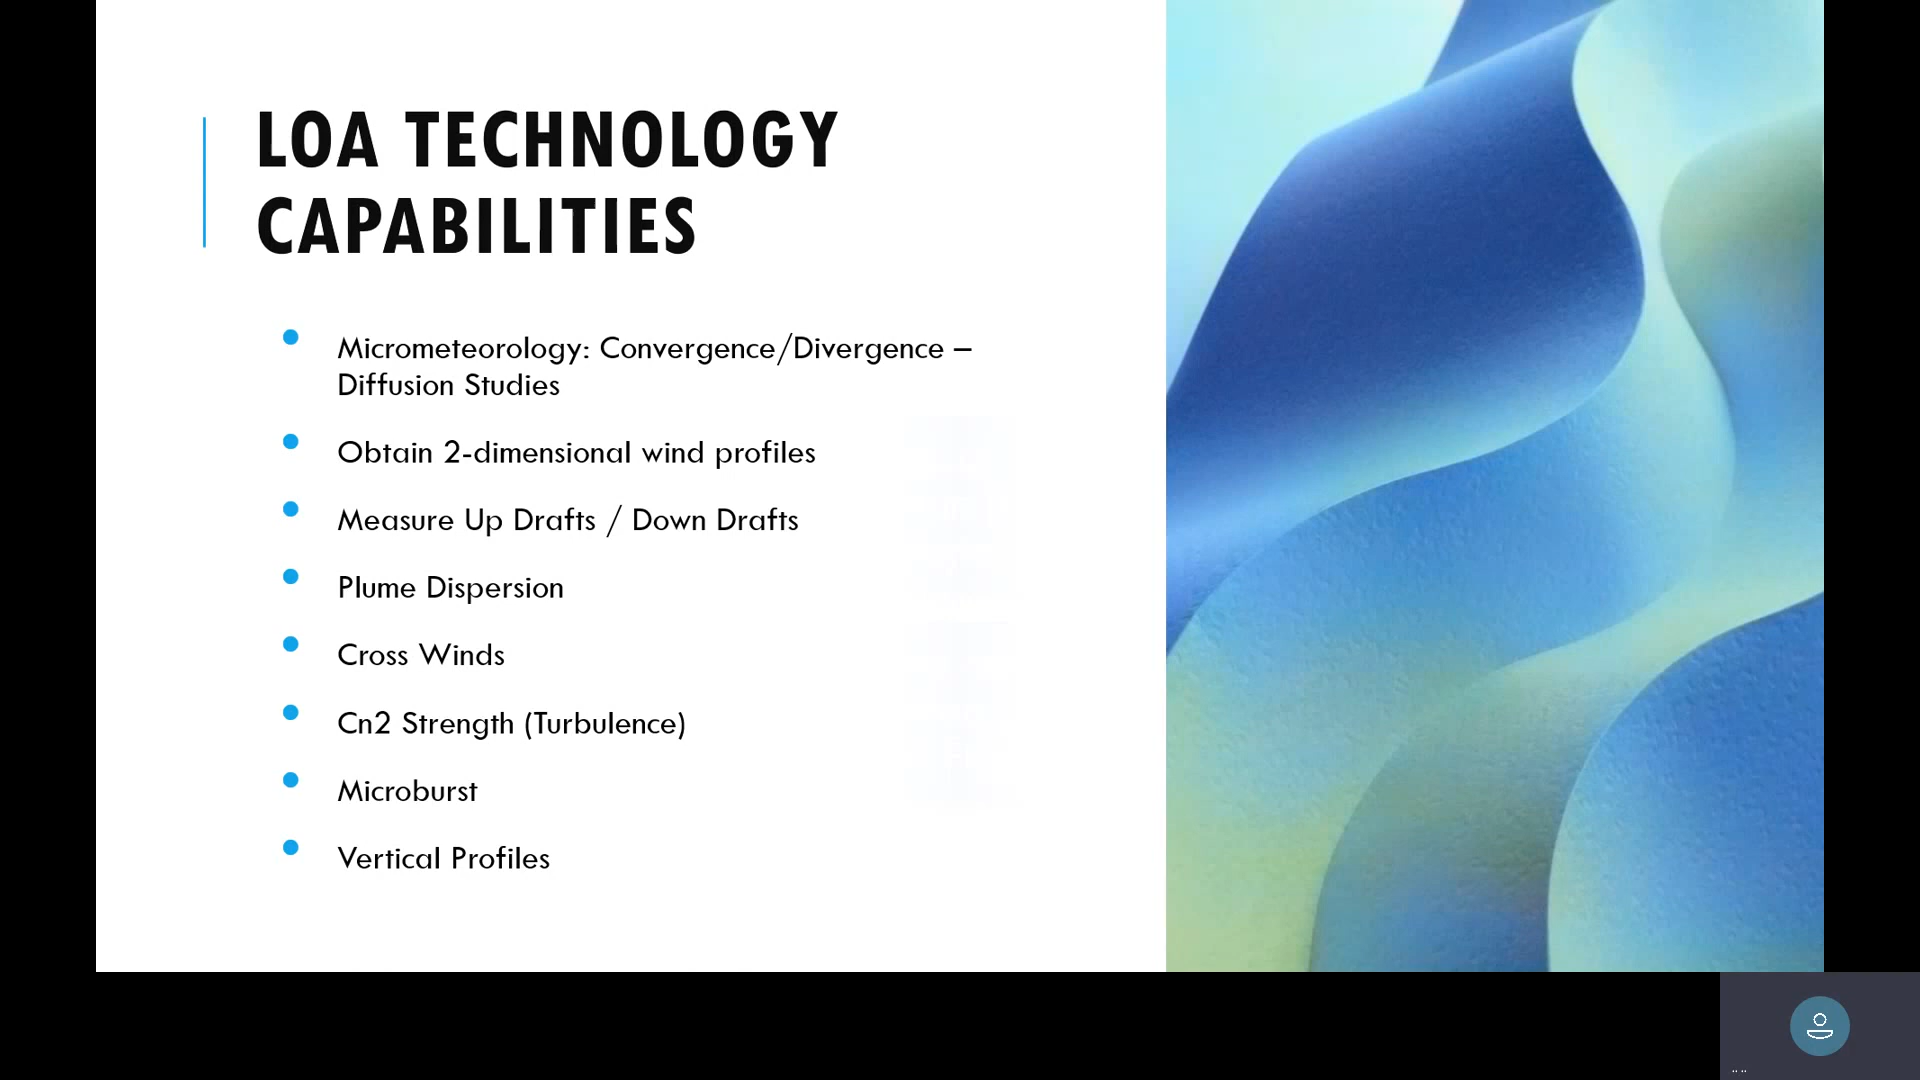 LOA TECHNOLOGY
CAPABILITIES
Micrometeorology: Convergence/Divergence –
Diffusion Studies
Obtain 2-dimensional wind profiles
Measure Up Drafts / Down Drafts
Plume Dispersion
Cross Winds
Cn2 Strength (Turbulence)
Microburst
Vertical Profiles